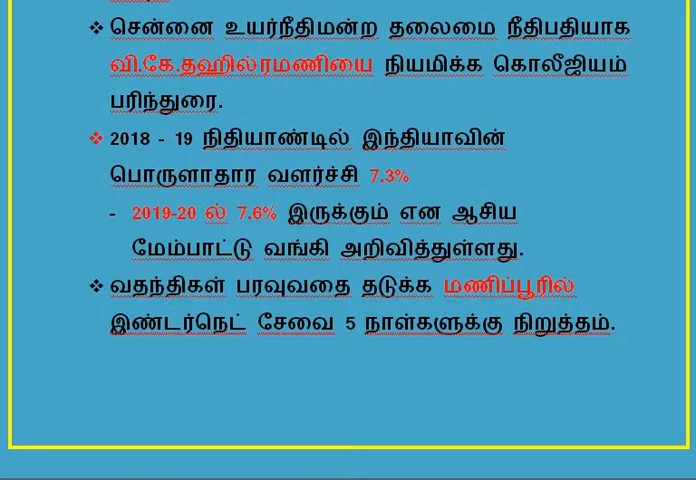 ❖ சென்னை உயர்நீதிமன்ற தலைமை நீதிபதியாக
வி.கே.தஹில்ரமணியை நியமிக்க கொலீஜியம்
பரிந்துரை.
❖ 2018 - 19 நிதியாண்டில் இந்தியாவின்
பொருளாதார வளர்ச்சி 7.3%
- 2019-20 ல் 7.6% இருக்கும் என ஆசிய
மேம்பாட்டு வங்கி அறிவித்துள்ளது.
❖ வதந்திகள் பரவுவதை தடுக்க மணிப்பூரில்
இண்டர்நெட் சேவை 5 நாள்களுக்கு நிறுத்தம்.